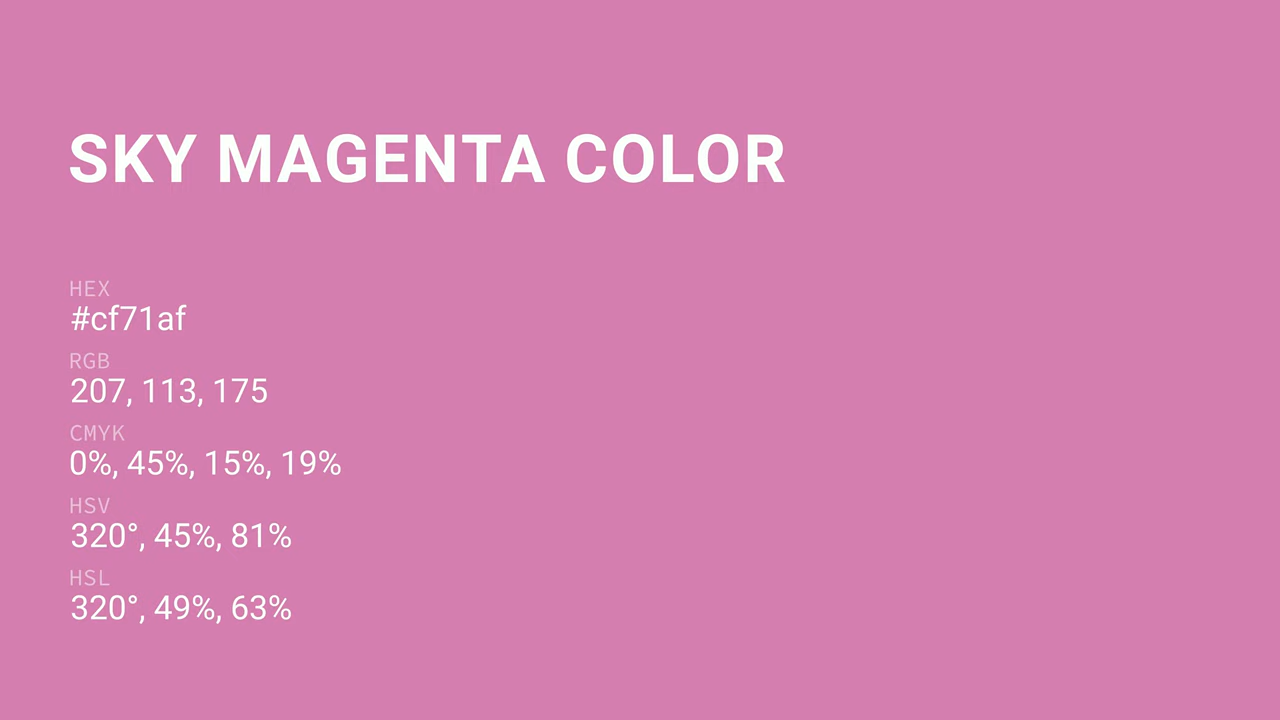 SKY MAGENTA COLOR
HEX
#cf71af
RGB
207, 113, 175
CMYK
0%, 45%, 15%, 19%
HSV
320°, 45%, 81%
HSL
320°, 49%, 63%